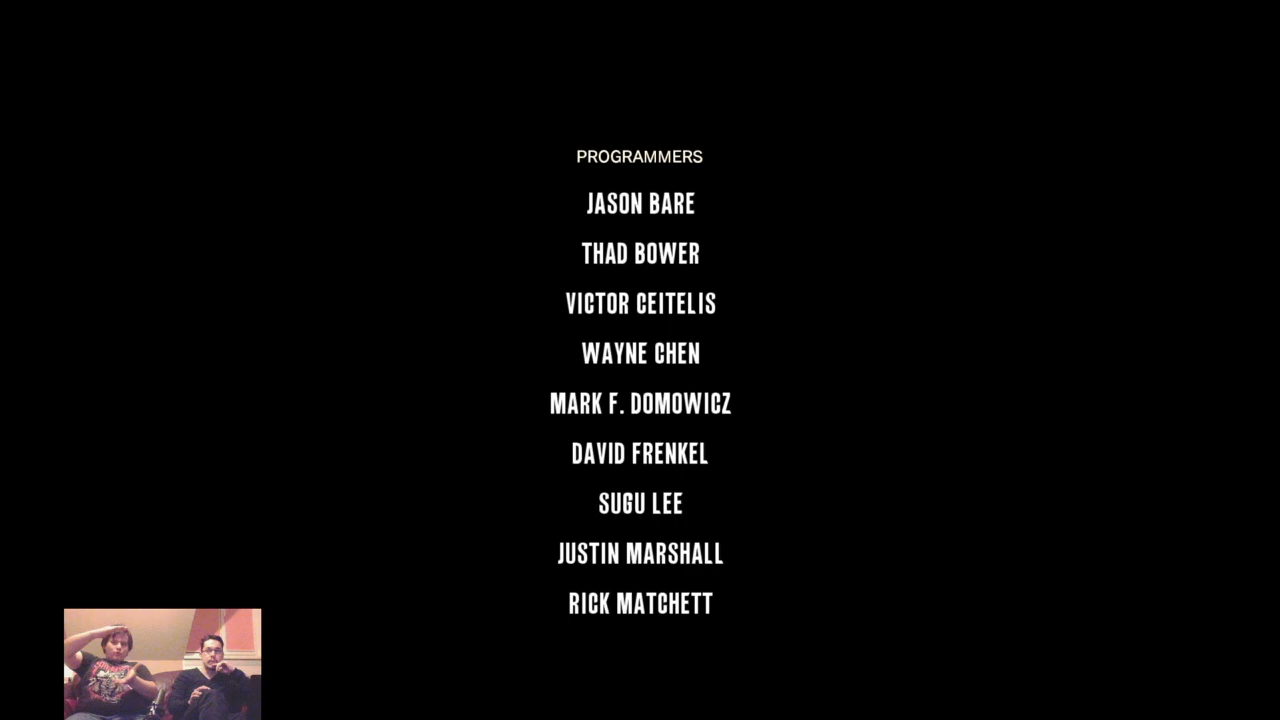 PROGRAMMERS
JASON BARE
THAD BOWER
VICTOR CEITELIS
WAYNE CHEN
MARK F. DOMOWICZ
DAVID FRENKEL
SUGU LEE
JUSTIN MARSHALL
RICK MATCHETT